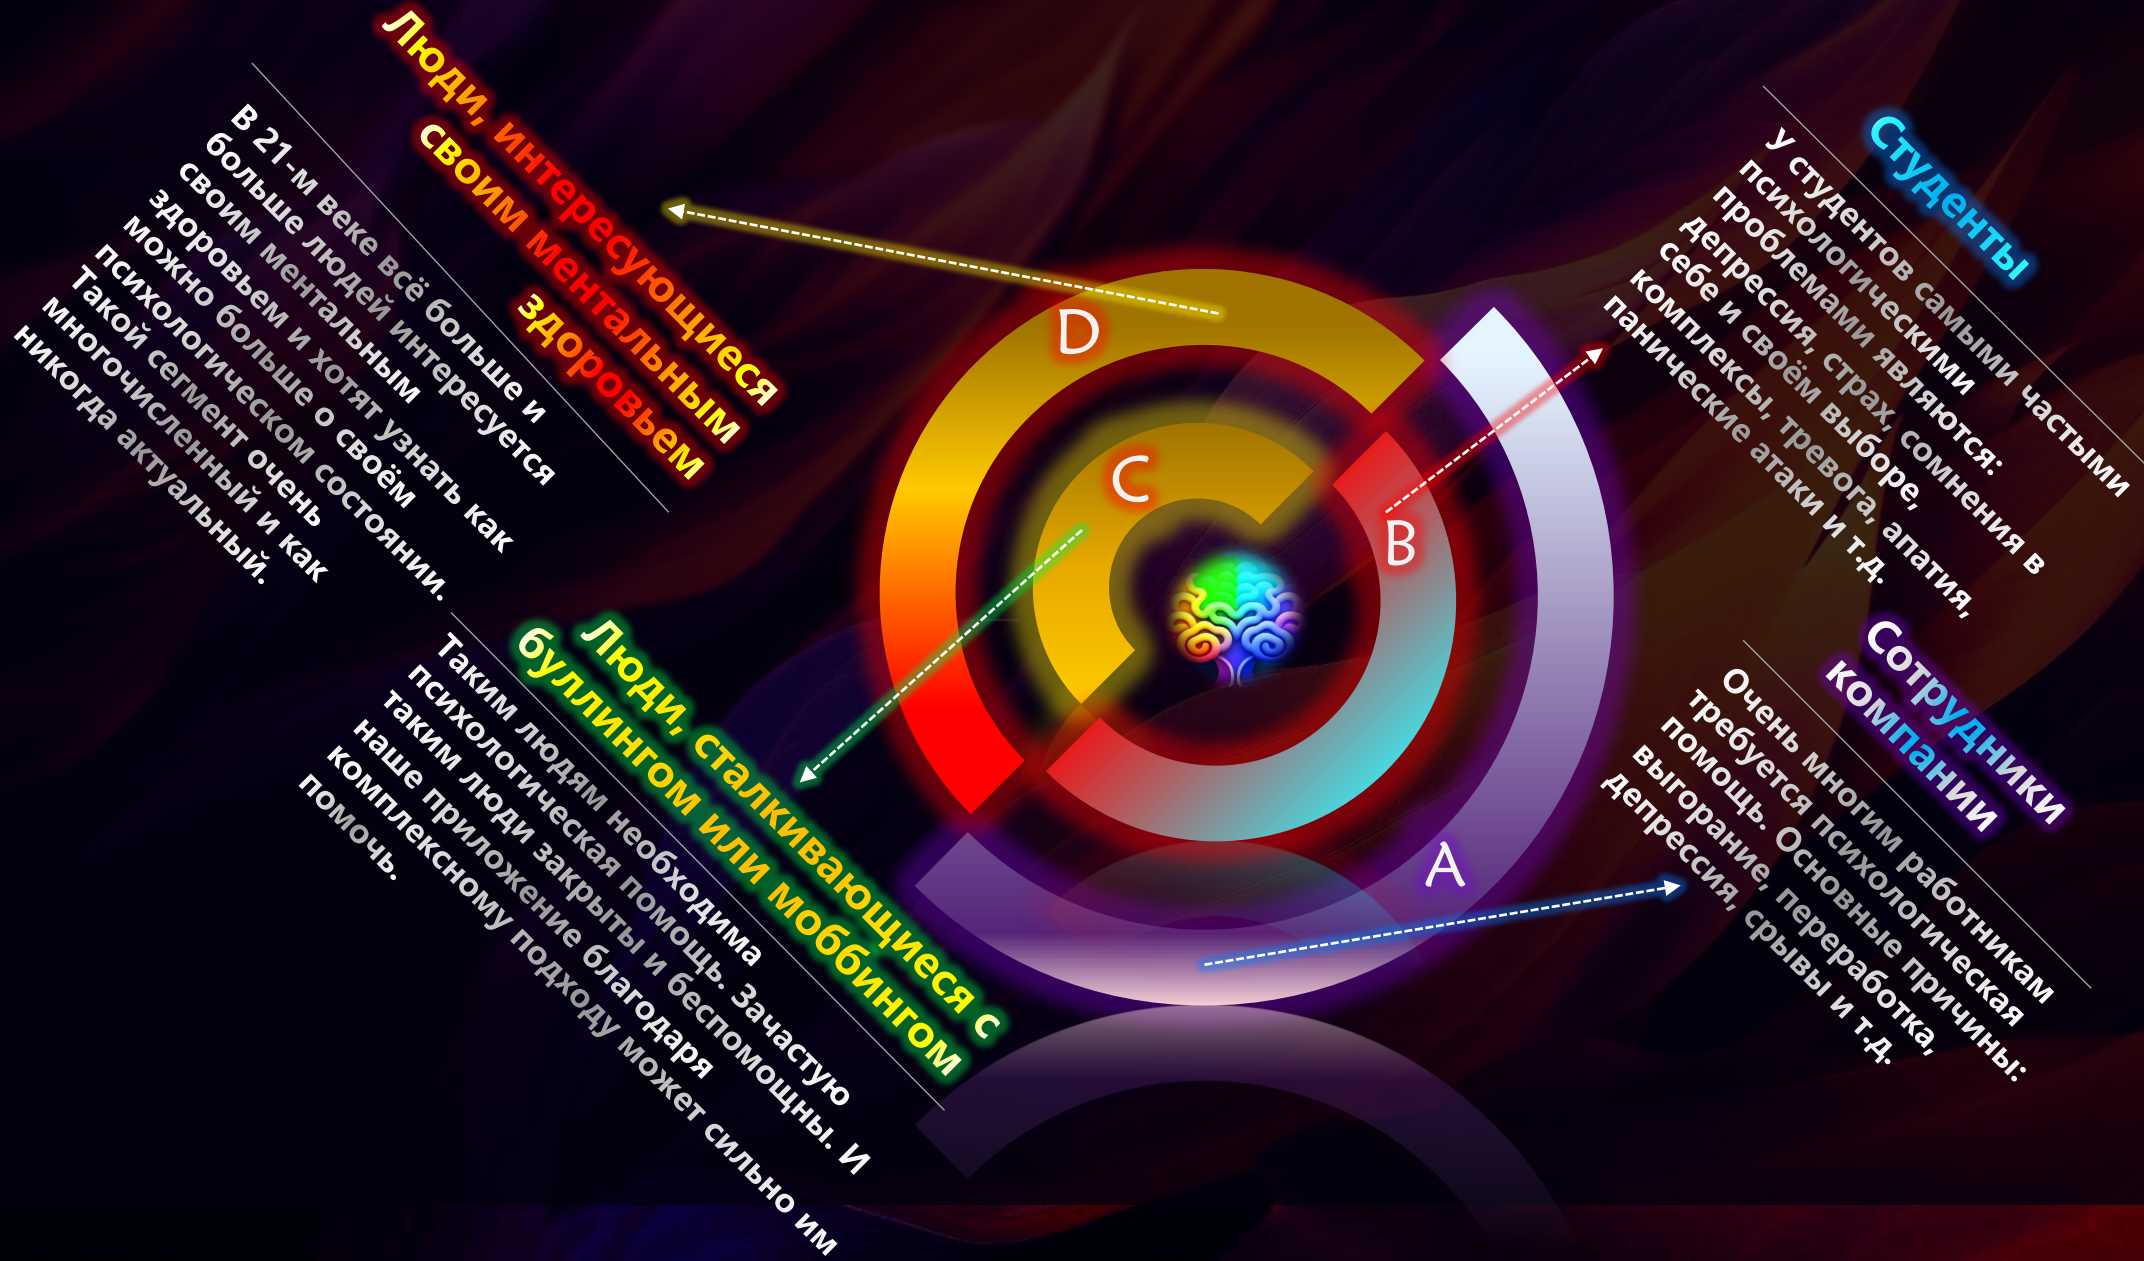 Люди, интересующиеся
своим ментальным
здоровьем
В 21-м веке всё больше и
больше людей интересуется
своим ментальным
здоровьем и хотят узнать как
можно больше о своём
психологическом состоянии.
Такой сегмент очень
многочисленный и как
никогда актуальный.
Люди, сталкивающиеся с
буллингом или моббингом
Таким людям необходима
психологическая помощь. Зачастую
таким люди закрыты и беспомощны. И
наше приложение благодаря
комплексному подходу может сильно им
помочь.
D
C
B
A
Студенты
У студентов самыми частыми
психологическими
проблемами являются:
депрессия, страх, сомнения в
себе и своём выборе,
комплексы, тревога, апатия,
панические атаки и т.д.
Сотрудники
компании
Очень многим работникам
требуется психологическая
помощь. Основные причины:
выгорание, переработка,
депрессия, срывы и т.д.